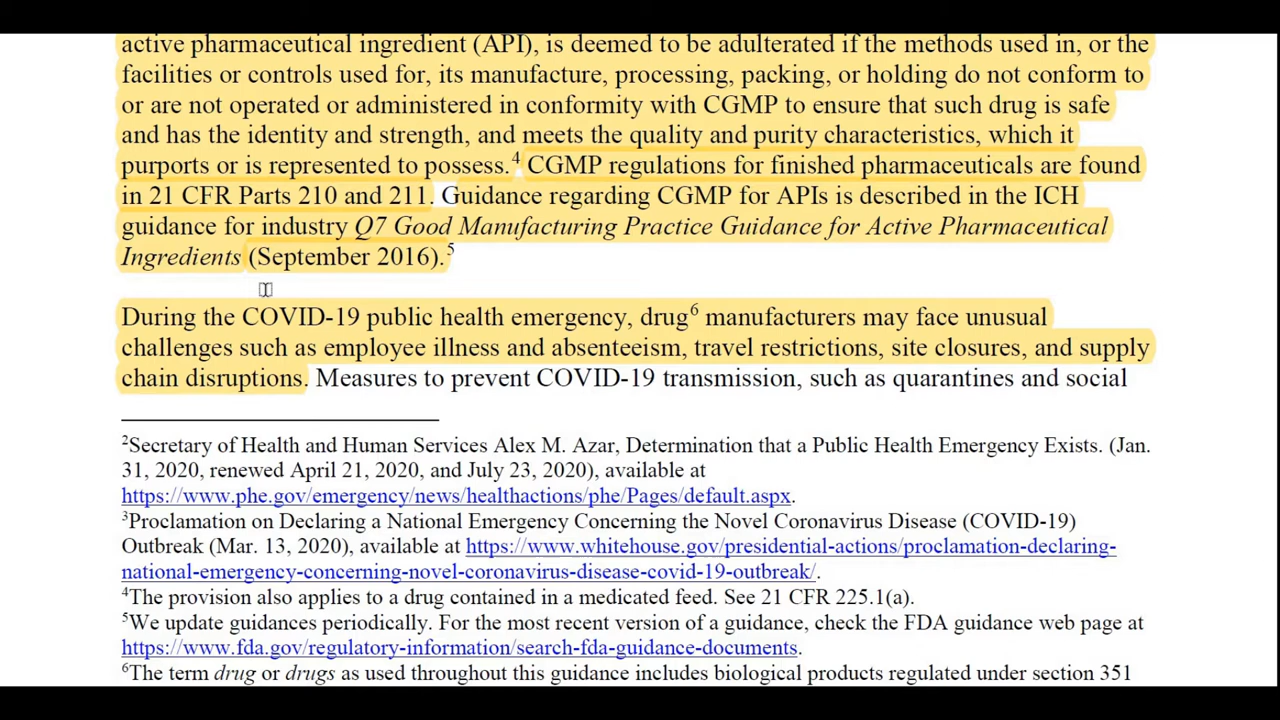 active pharmaceutical ingredient (API), is deemed to be adulterated if the methods used in, or the
facilities or controls used for, its manufacture, processing, packing, or holding do not conform to
or are not operated or administered in conformity with CGMP to ensure that such drug is safe
and has the identity and strength, and meets the quality and purity characteristics, which it
purports or is represented to possess.4 CGMP regulations for finished pharmaceuticals are found
in 21 CFR Parts 210 and 211. Guidance regarding CGMP for APIs is described in the ICH
guidance for industry Q7 Good Manufacturing Practice Guidance for Active Pharmaceutical
Ingredients (September 2016).5
During the COVID-19 public health emergency, drug6 manufacturers may face unusual
challenges such as employee illness and absenteeism, travel restrictions, site closures, and supply
chain disruptions. Measures to prevent COVID-19 transmission, such as quarantines and social
2Secretary of Health and Human Services Alex M. Azar, Determination that a Public Health Emergency Exists. (Jan.
31, 2020, renewed April 21, 2020, and July 23, 2020), available at
https://www.phe.gov/emergency/news/healthactions/phe/Pages/default.aspx.
3Proclamation on Declaring a National Emergency Concerning the Novel Coronavirus Disease (COVID-19)
Outbreak (Mar. 13, 2020), available at https://www.whitehouse.gov/presidential-actions/proclamation-declaring-
national-emergency-concerning-novel-coronavirus-disease-covid-19-outbreak/.
4The provision also applies to a drug contained in a medicated feed. See 21 CFR 225.1(a).
5We update guidances periodically. For the most recent version of a guidance, check the FDA guidance web page at
https://www.fda.gov/regulatory-information/search-fda-guidance-documents.
6The term drug or drugs as used throughout this guidance includes biological products regulated under section 351